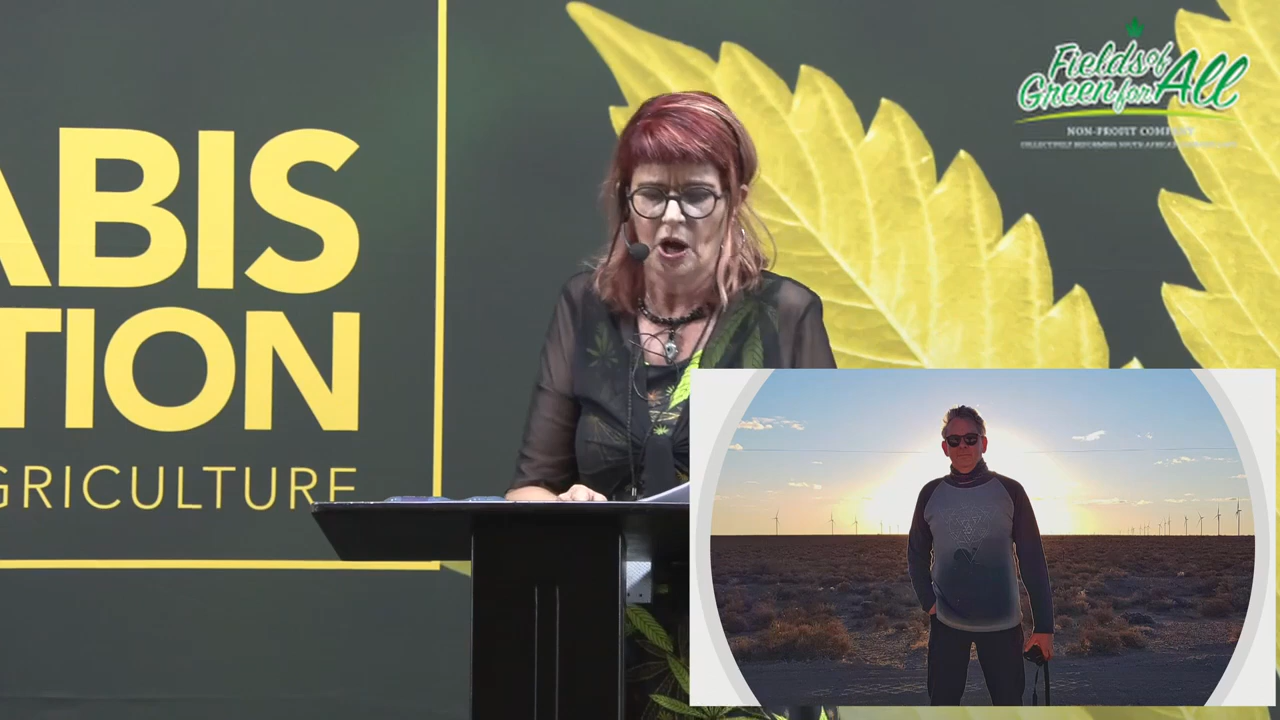 ABIS
TION
GRICULTURE
Fields of
Green for All
NON-PROFIT COMPANY